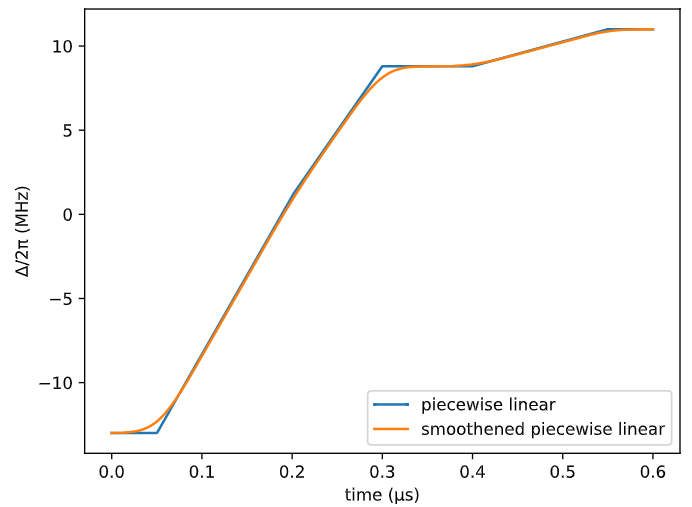 10
5
0
−5
−10
Δ/2π (MHz)
piecewise linear
smoothened piecewise linear
0.0 0.1 0.2 0.3 0.4 0.5 0.6
time (μs)